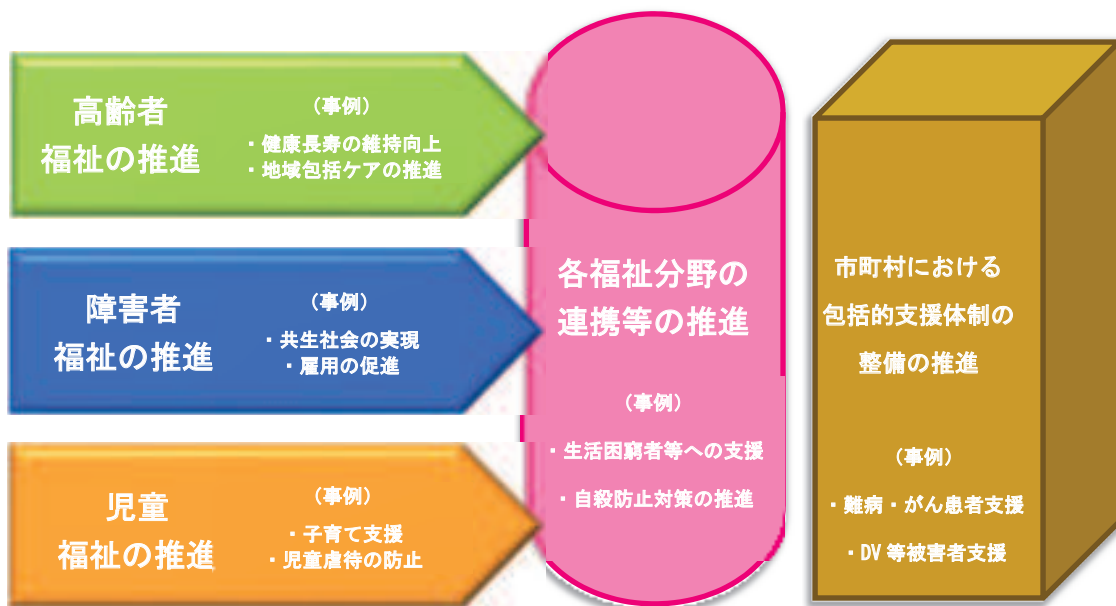 高齢者
福祉の推進
（事例）
・健康長寿の維持向上
・地域包括ケアの推進
障害者
福祉の推進
（事例）
・共生社会の実現
・雇用の促進
児童
福祉の推進
（事例）
・子育て支援
・児童虐待の防止
各福祉分野の
連携等の推進
（事例）
・生活困窮者等への支援
・自殺防止対策の推進
市町村における
包括的支援体制の
整備の推進
（事例）
・難病・がん患者支援
・DV等被害者支援